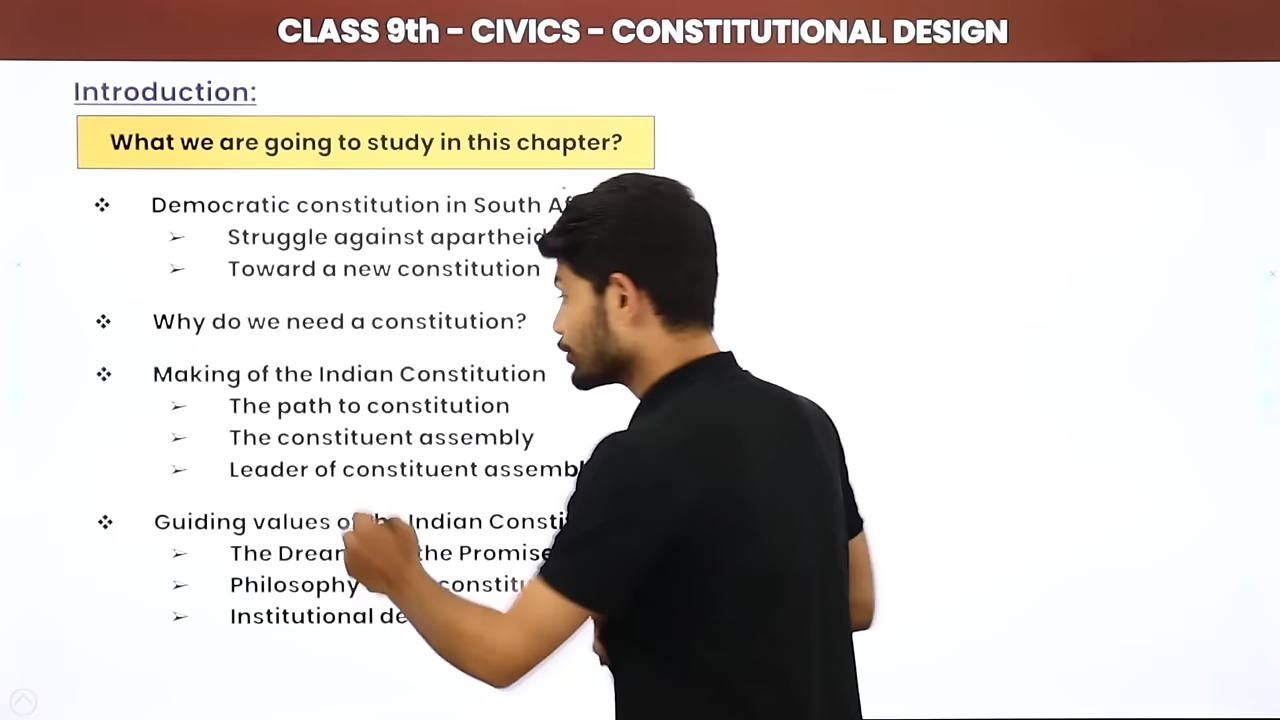 CLASS 9th - CIVICS - CONSTITUTIONAL DESIGN
Introduction:
What we are going to study in this chapter?
Democratic constitution in South
Struggle against apartheid
Toward a new constitution
Why do we need a constitution?
Making of the Indian Constitution
The path to constitution
The constituent assembly
Leader of constituent
Guiding values Indian
The the Promise
Philosophy
Institutional